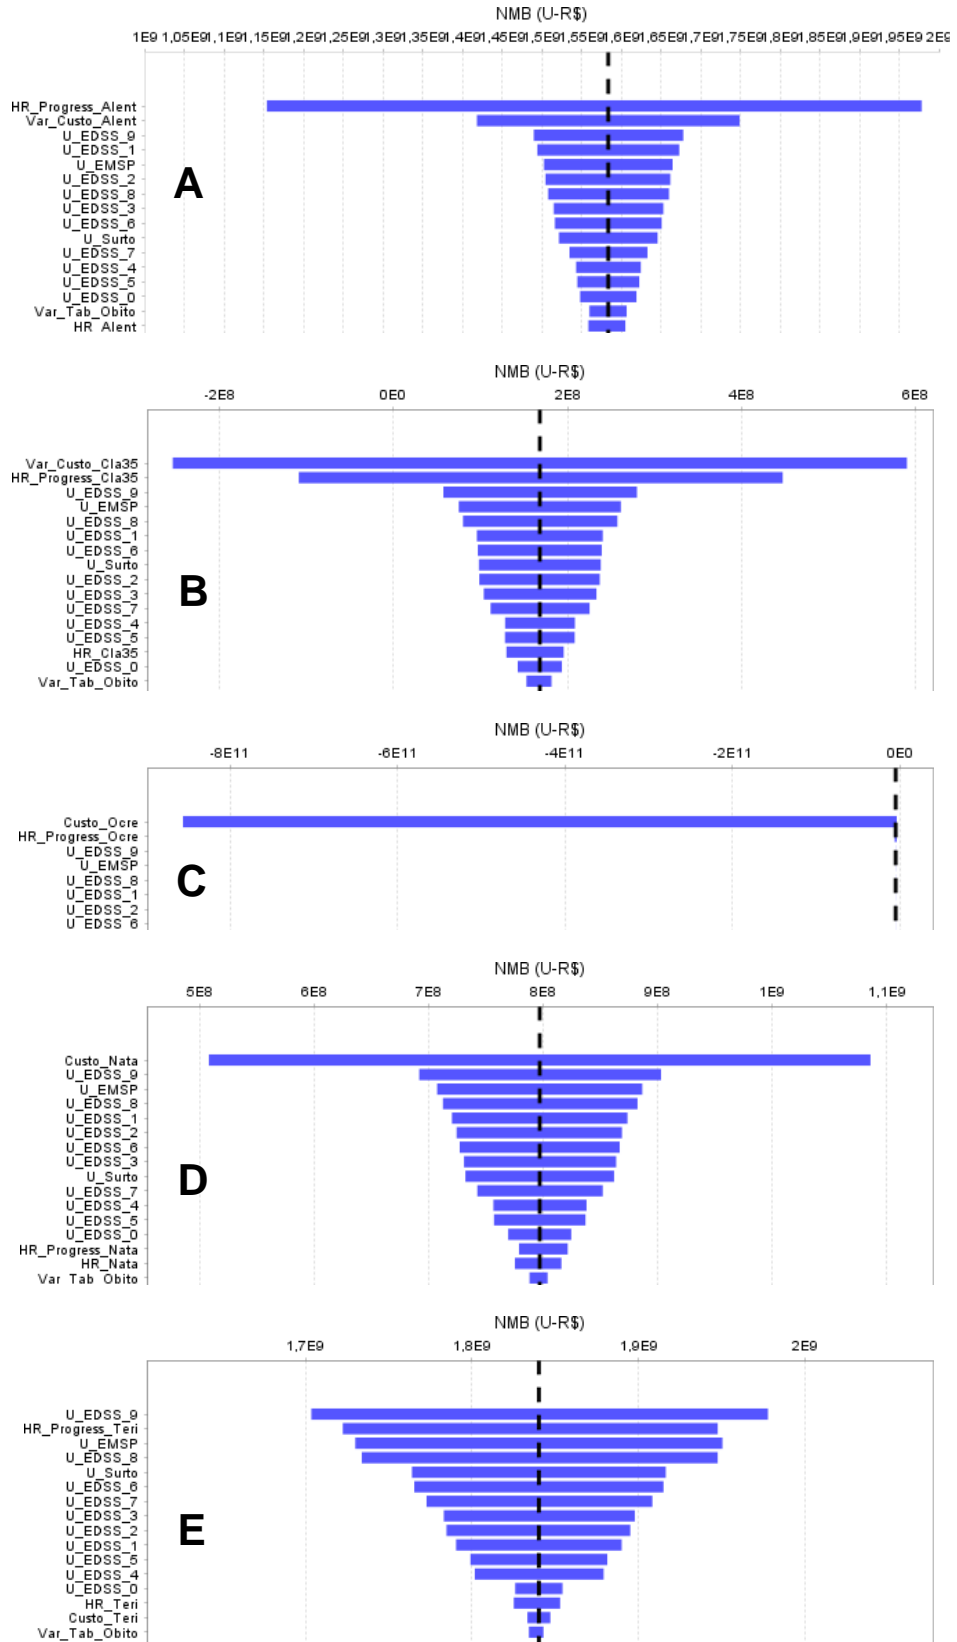 NMB (U-R$)
1E9 1,05E9 1,1E9 1,15E9 1,2E9 1,25E9 1,3E9 1,35E9 1,4E9 1,45E9 1,5E9 1,55E9 1,6E9 1,65E9 1,7E9 1,75E9 1,8E9 1,85E9 1,9E9 1,95E9 2E9
HR_Progress_Alent
Var_Custo_Alent
U_EDSS_9
U_EDSS_1
U_EMSP
U_EDSS_2
A
U_EDSS_8
U_EDSS_3
U_EDSS_6
U_Surto
U_EDSS_7
U_EDSS_4
U_EDSS_5
U_EDSS_0
Var_Tab_Obito
HR_Alent
NMB (U-R$)
-2E8 0E0 2E8 4E8 6E8
Var_Custo_Cla35
HR_Progress_Cla35
U_EDSS_9
U_EMSP
U_EDSS_8
U_EDSS_1
U_EDSS_6
U_Surto
U_EDSS_2
B
U_EDSS_3
U_EDSS_7
U_EDSS_4
U_EDSS_5
HR_Cla35
U_EDSS_0
Var_Tab_Obito
NMB (U-R$)
-8E11 -6E11 -4E11 -2E11 0E0
Custo_Ocre
HR_Progress_Ocre
U_EDSS_9
U_EMSP
C
U_EDSS_8
U_EDSS_1
U_EDSS_2
U_EDSS_6
NMB (U-R$)
5E8 6E8 7E8 8E8 9E8 1E9 1,1E9
Custo_Nata
U_EDSS_9
U_EMSP
U_EDSS_8
U_EDSS_1
U_EDSS_2
U_EDSS_6
U_EDSS_3
U_Surto
D
U_EDSS_7
U_EDSS_4
U_EDSS_5
U_EDSS_0
HR_Progress_Nata
HR_Nata
Var_Tab_Obito
NMB (U-R$)
1,7E9 1,8E9 1,9E9 2E9
U_EDSS_9
HR_Progress_Teri
U_EMSP
U_EDSS_8
U_Surto
U_EDSS_6
U_EDSS_7
U_EDSS_3
E
U_EDSS_2
U_EDSS_1
U_EDSS_5
U_EDSS_4
U_EDSS_0
HR_Teri
Custo_Teri
Var_Tab_Obito